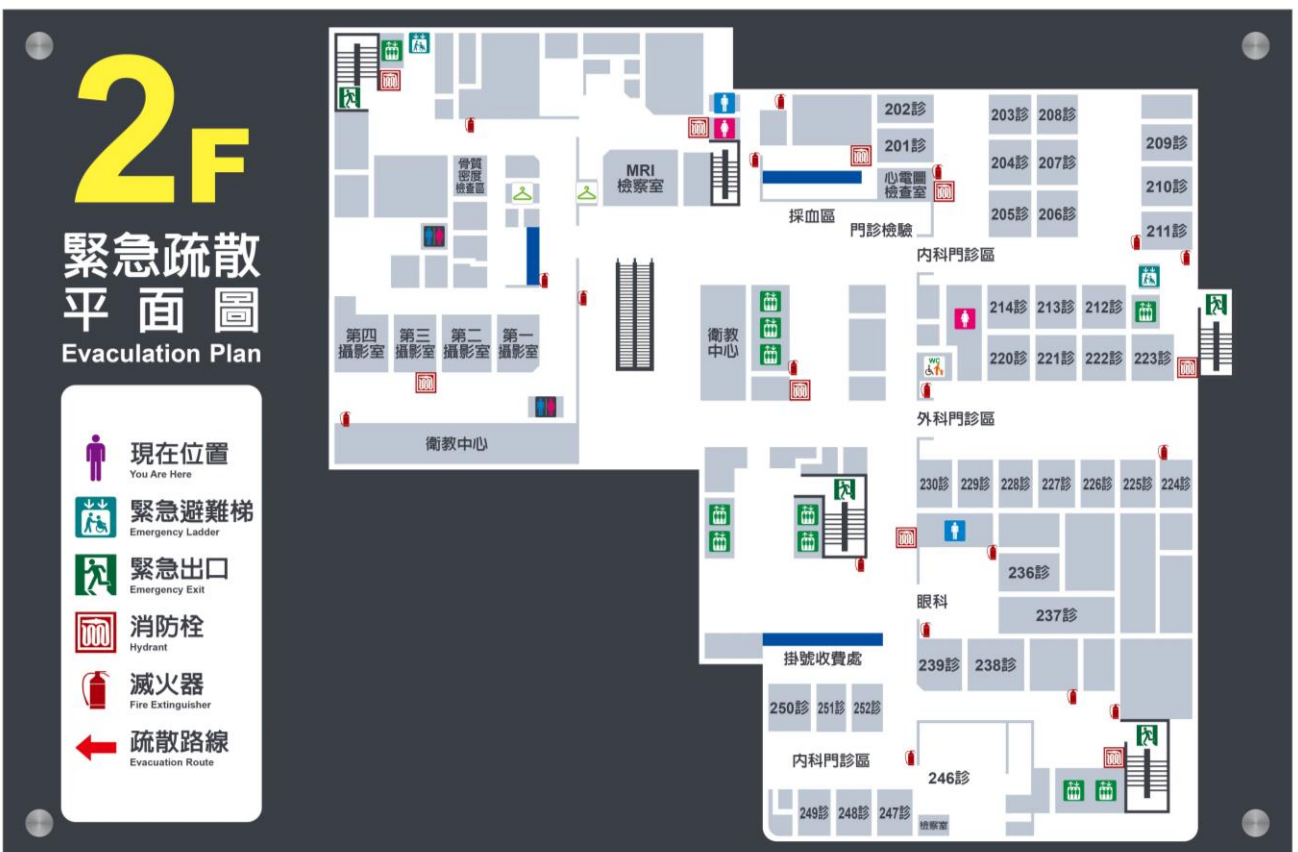 2F
緊急疏散
平面圖
Evaculation Plan
現在位置
You Are Here
緊急避難梯
Emergency Ladder
緊急出口
Emergency Exit
消防栓
Hydrant
滅火器
Fire Extinguisher
疏散路線
Evacuation Route
骨質
密度
檢查區
MRI
檢察室
202診
201診
心電圖
檢查室
採血區
門診檢驗
203診
208診
204診
207診
205診
206診
209診
210診
211診
內科門診區
第四
攝影室
第三
攝影室
第二
攝影室
第一
攝影室
衛教中心
衛教
中心
214診
213診
212診
220診
221診
222診
223診
WC
外科門診區
230診
229診
228診
227診
226診
225診
224診
236診
237診
眼科
239診
238診
掛號收費處
250診
251診
252診
內科門診區
246診
249診
248診
247診
檢察室